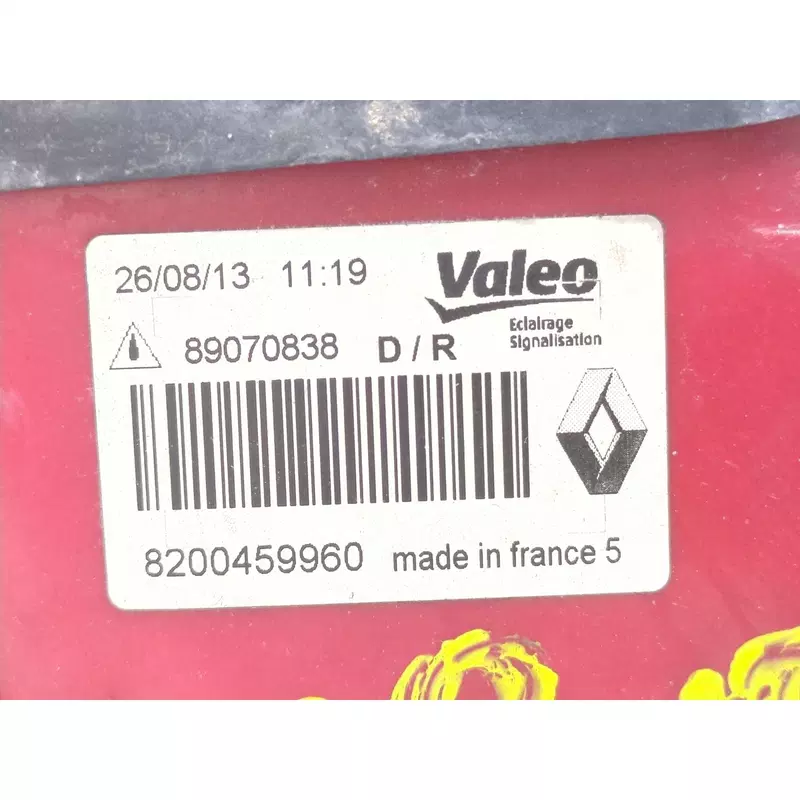 26/08/13 11:19 Valeo
Eclairage
Signalisation
89070838 D/R
8200459960 made in france 5